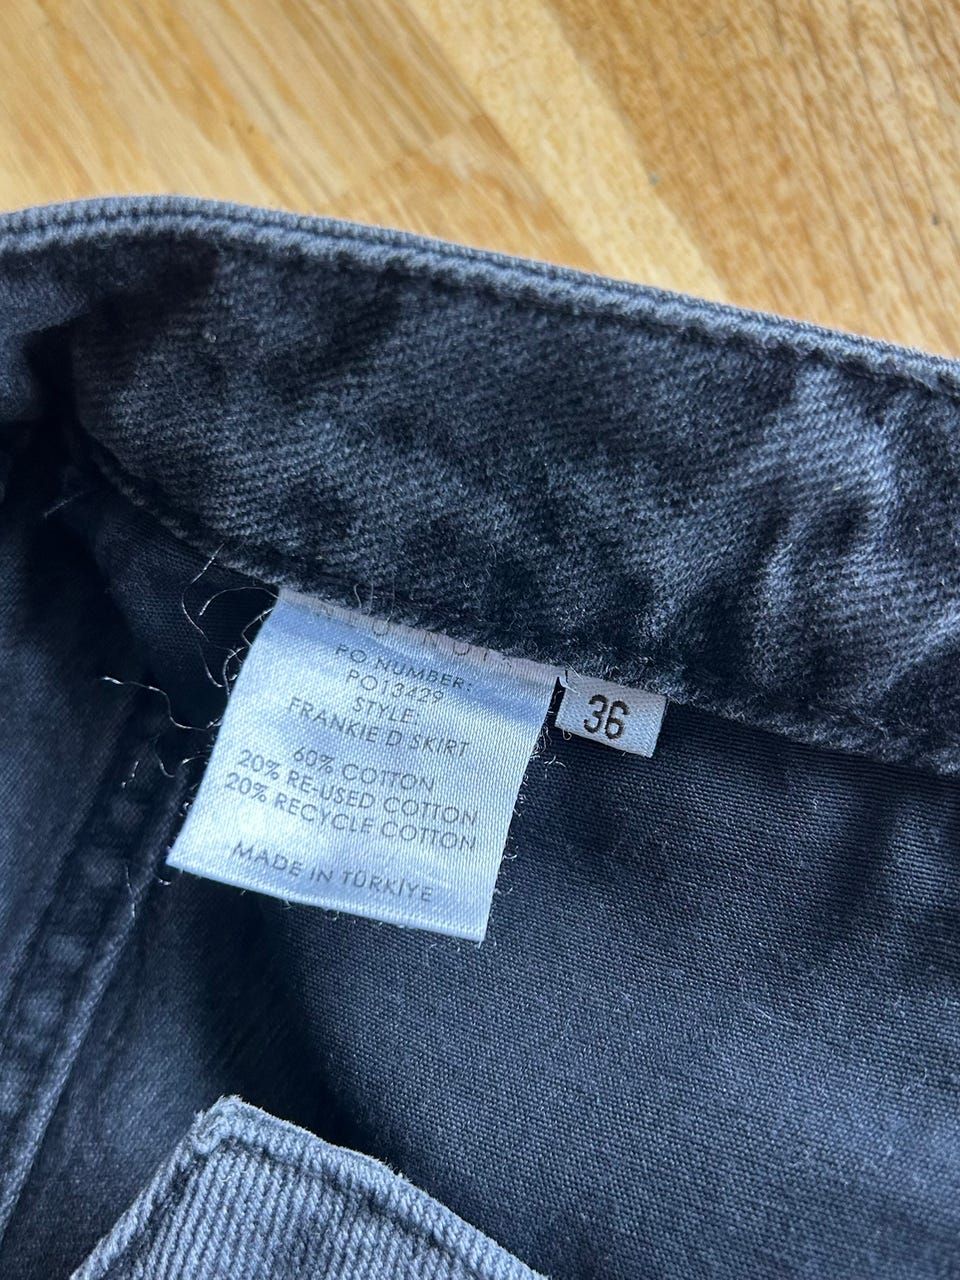 PO NUMBER:
PO13429
STYLE:
FRANKIE D SKIRT
60% COTTON
20% RE-USED COTTON
20% RECYCLE COTTON
MADE IN TÜRKİYE
36